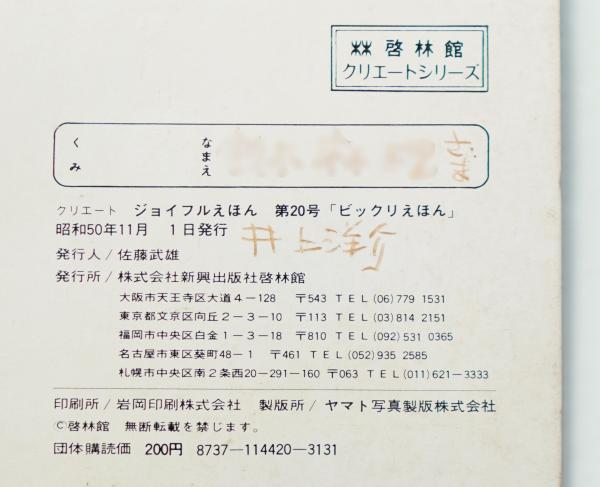 啓林館
クリエートシリーズ
くみ
なまえ
クリエート ジョイフルえほん 第20号「ビックリえほん」
昭和50年11月 1日発行
発行人/佐藤武雄
発行所/株式会社新興出版社啓林館
大阪市天王寺区大道4-128 〒543 TEL(06)779 1531
東京都文京区向丘2-3-10 〒113 TEL(03)814 2151
福岡市中央区白金1-3-18 〒810 TEL(092)531 0365
名古屋市東区葵町48-1 〒461 TEL(052)935 2585
札幌市中央区南2条西20-291-160 〒063 TEL(011)621-3333
印刷所/岩岡印刷株式会社 製版所/ヤマト写真製版株式会社
©啓林館 無断転載を禁じます。
団体購読価 200円 8737-114420-3131